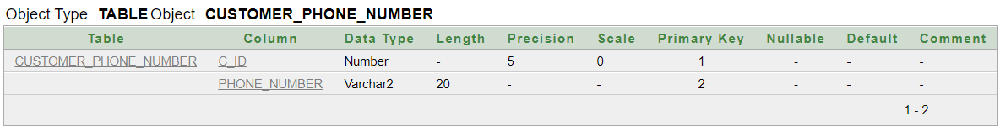 Object Type TABLE Object CUSTOMER_PHONE_NUMBER
Table Column Data Type Length Precision Scale Primary Key Nullable Default Comment
CUSTOMER_PHONE_NUMBER C_ID Number - 5 0 1 - - -
PHONE_NUMBER Varchar2 20 - - 2 - - -
1 - 2